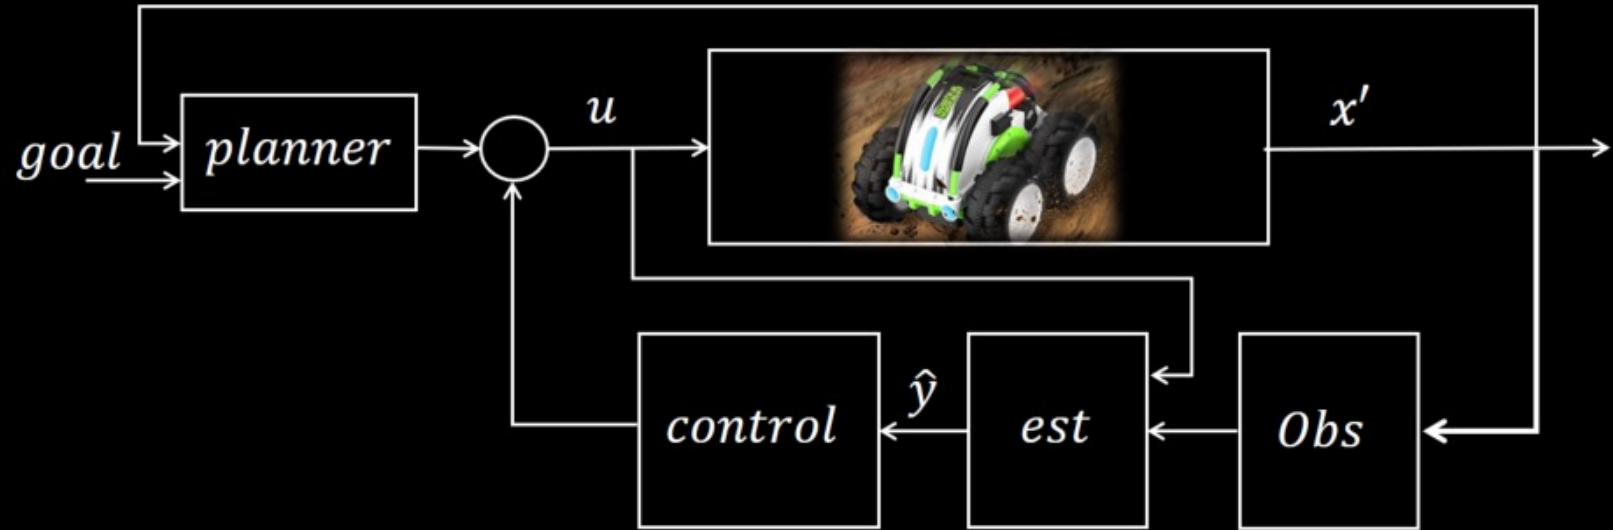 goal
planner
u
x'
control
ŷ
est
Obs